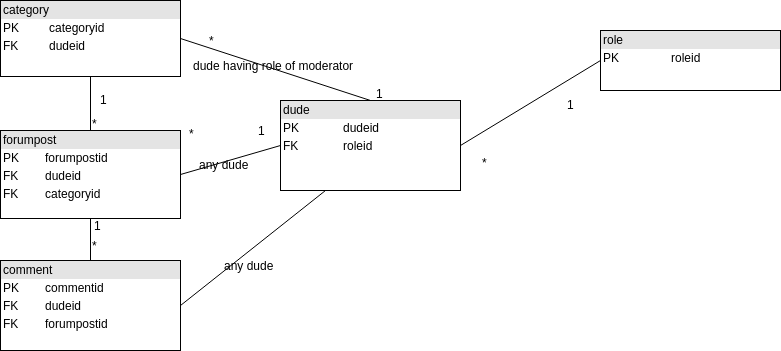 category
PK categoryid
FK dudeid
*
dude having role of moderator
1
role
PK roleid
1
*
dude
PK dudeid
FK roleid
1
*
forumpost
PK forumpostid
FK dudeid
FK categoryid
*
1
any dude
1
*
comment
PK commentid
FK dudeid
FK forumpostid
any dude